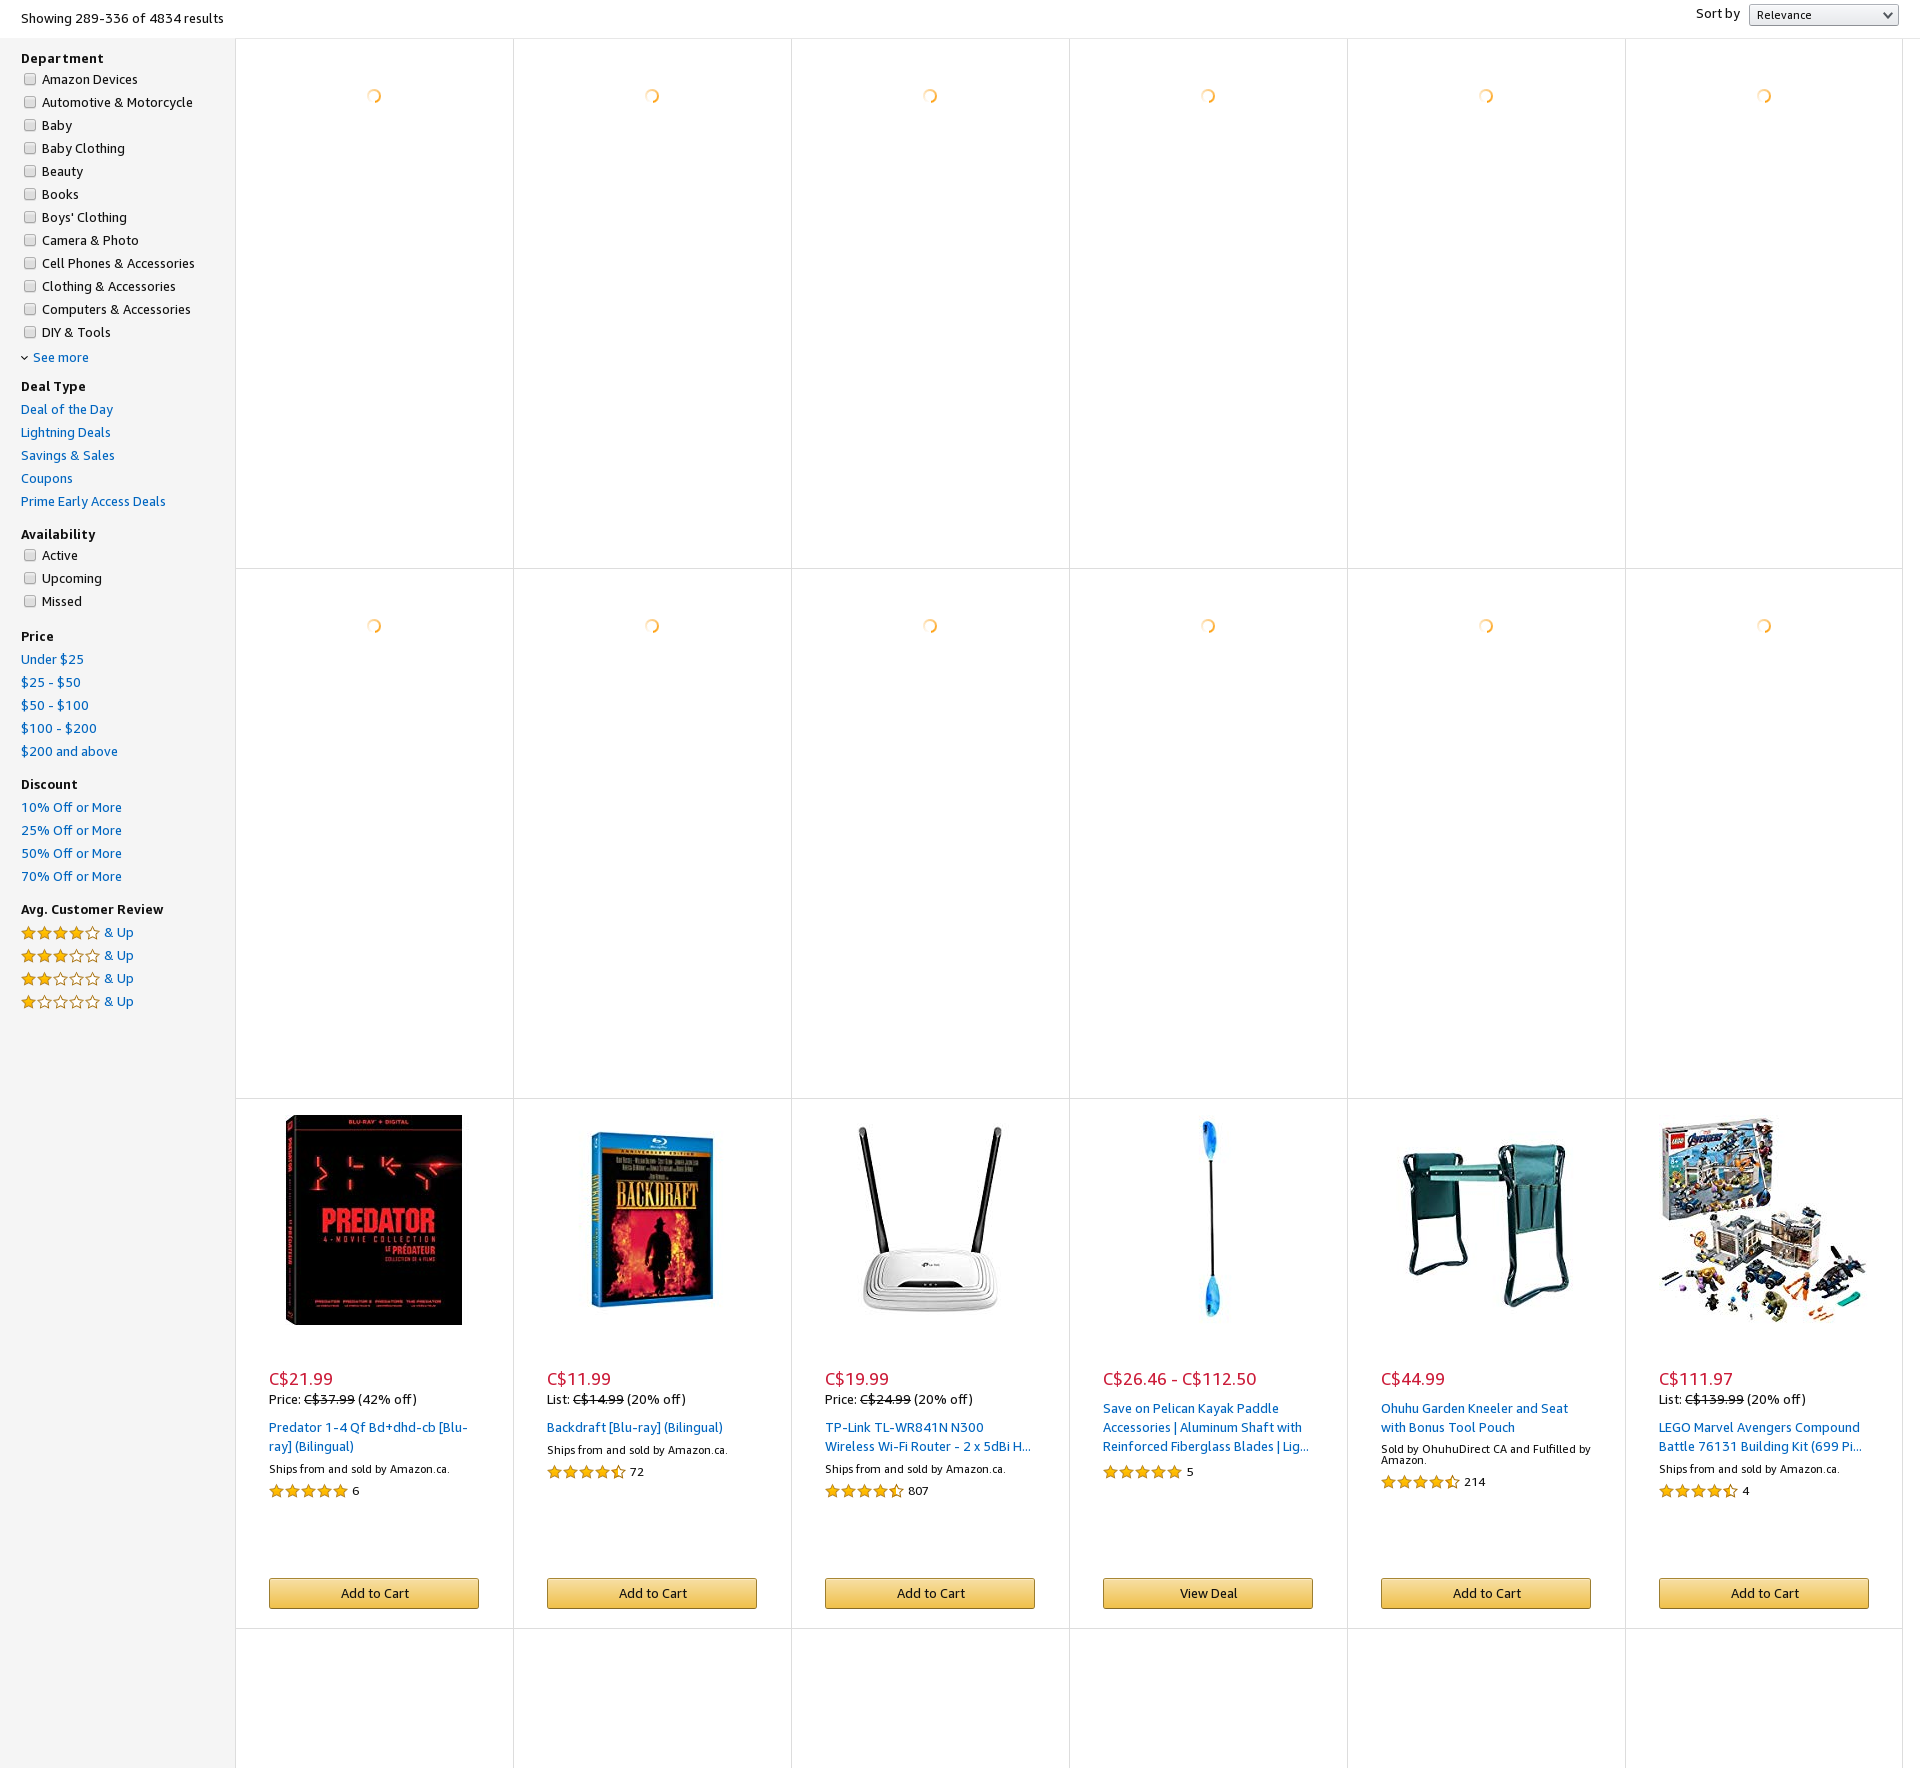 Showing 289-336 of 4834 results
Sort by
Relevance
Department
Amazon Devices
Automotive & Motorcycle
Baby
Baby Clothing
Beauty
Books
Boys' Clothing
Camera & Photo
Cell Phones & Accessories
Clothing & Accessories
Computers & Accessories
DIY & Tools
See more
Deal Type
Deal of the Day
Lightning Deals
Savings & Sales
Coupons
Prime Early Access Deals
Availability
Active
Upcoming
Missed
Price
Under $25
$25 - $50
$50 - $100
$100 - $200
$200 and above
Discount
10% Off or More
25% Off or More
50% Off or More
70% Off or More
Avg. Customer Review
& Up
& Up
& Up
& Up
BLU-RAY + DIGITAL
PREDATOR
4-MOVIE COLLECTION
LE PRÉDATEUR
COLLECTION DE 4 FILMS
C$21.99
Price: C$37.99 (42% off)
Predator 1-4 Qf Bd+dhd-cb [Blu-
ray] (Bilingual)
Ships from and sold by Amazon.ca.
6
Add to Cart
ANNIVERSARY EDITION
BACKDRAFT
C$11.99
List: C$14.99 (20% off)
Backdraft [Blu-ray] (Bilingual)
Ships from and sold by Amazon.ca.
72
Add to Cart
C$19.99
Price: C$24.99 (20% off)
TP-Link TL-WR841N N300
Wireless Wi-Fi Router - 2 x 5dBi H...
Ships from and sold by Amazon.ca.
807
Add to Cart
C$26.46 - C$112.50
Save on Pelican Kayak Paddle
Accessories | Aluminum Shaft with
Reinforced Fiberglass Blades | Lig...
5
View Deal
C$44.99
Ohuhu Garden Kneeler and Seat
with Bonus Tool Pouch
Sold by OhuhuDirect CA and Fulfilled by
Amazon.
214
Add to Cart
LEGO
AVENGERS
C$111.97
List: C$139.99 (20% off)
LEGO Marvel Avengers Compound
Battle 76131 Building Kit (699 Pi...
Ships from and sold by Amazon.ca.
4
Add to Cart